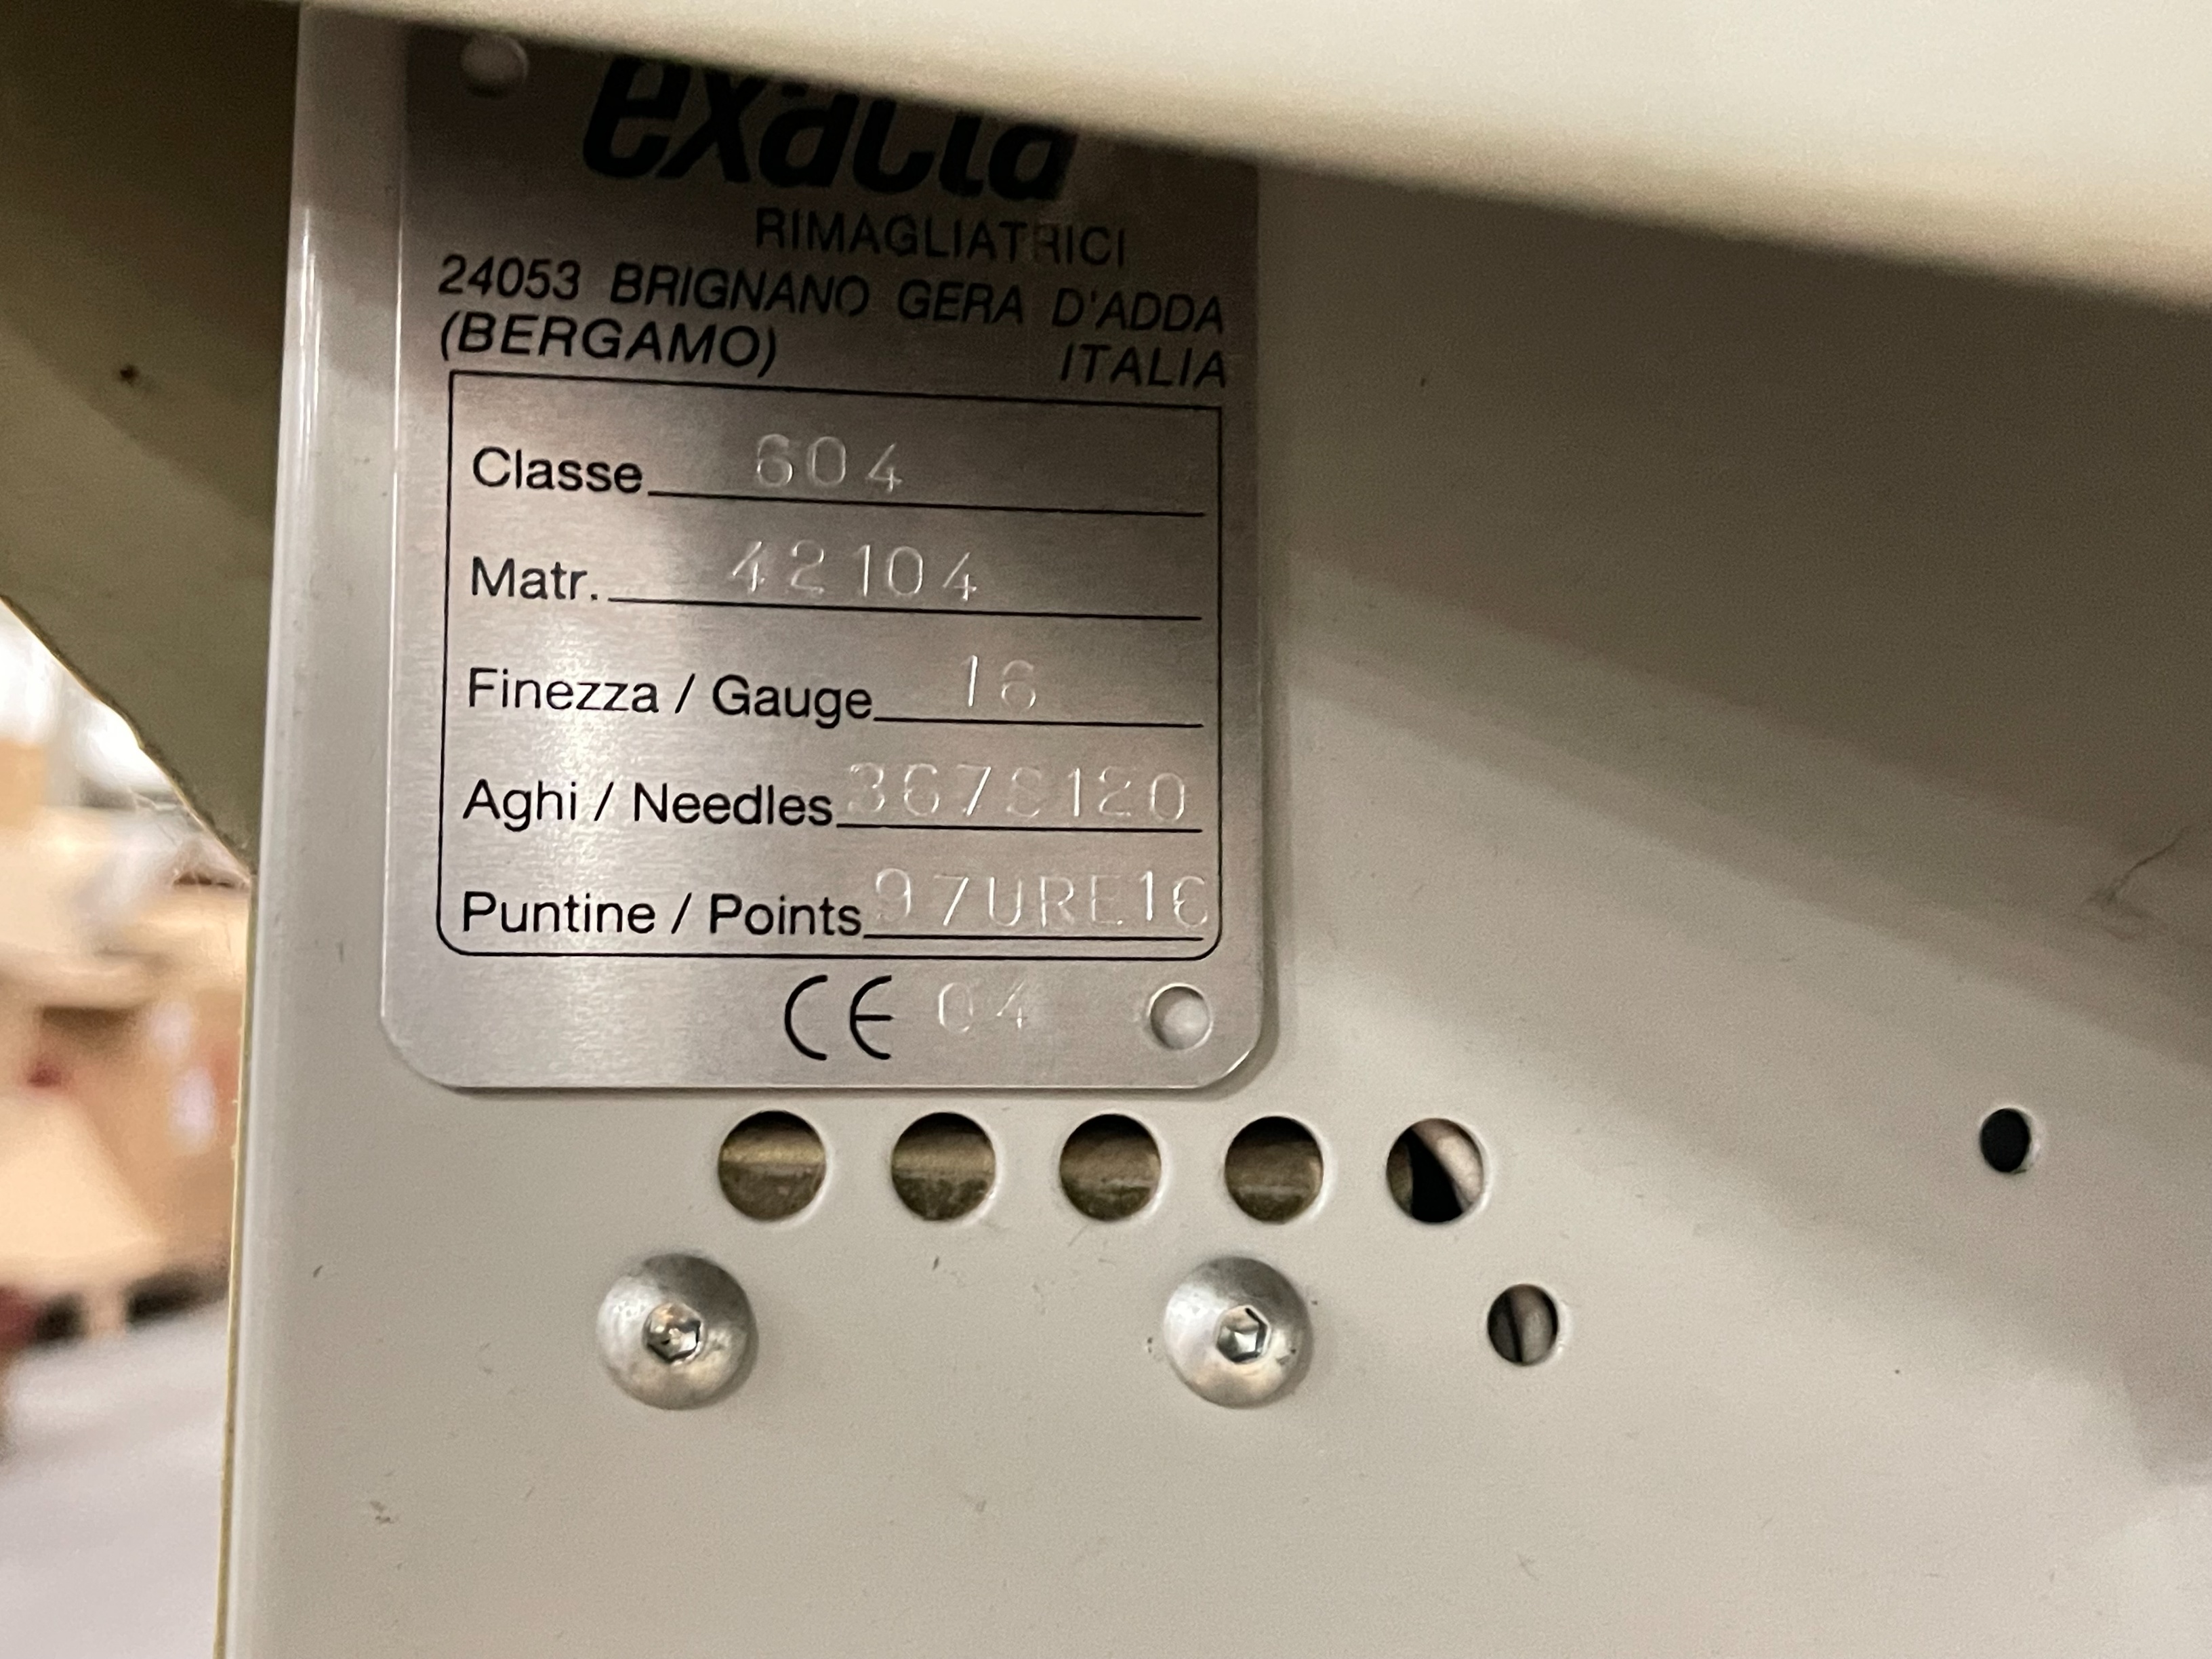 exacta
RIMAGLIATRICI
24053 BRIGNANO GERA D'ADDA
(BERGAMO) ITALIA
Classe 604
Matr. 42104
Finezza / Gauge 16
Aghi / Needles 3678120
Puntine / Points 97URE16
CE 04